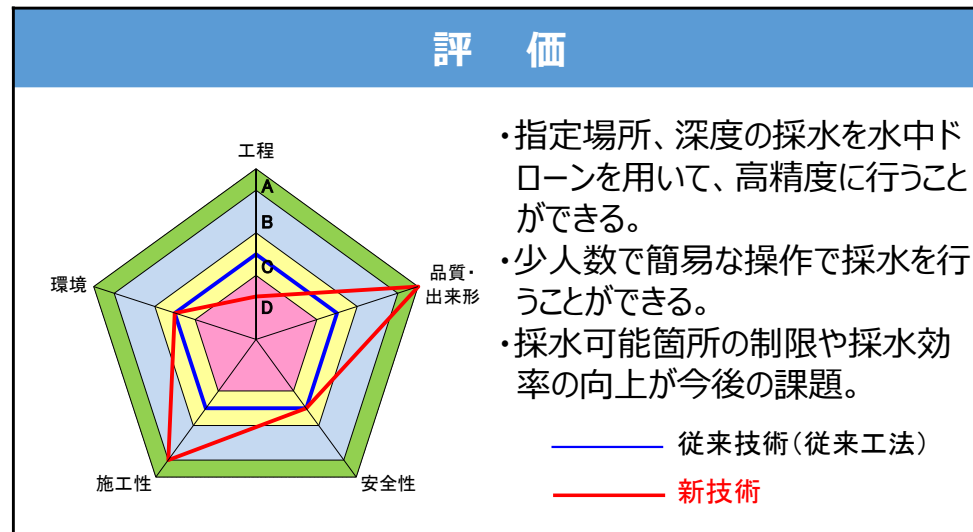 評 価
工程
A
B
C
D
環境
品質・
出来形
施工性
安全性
・指定場所、深度の採水を水中ド
ローンを用いて、高精度に行うこと
ができる。
・少人数で簡易な操作で採水を行
うことができる。
・採水可能箇所の制限や採水効
率の向上が今後の課題。
従来技術(従来工法)
新技術